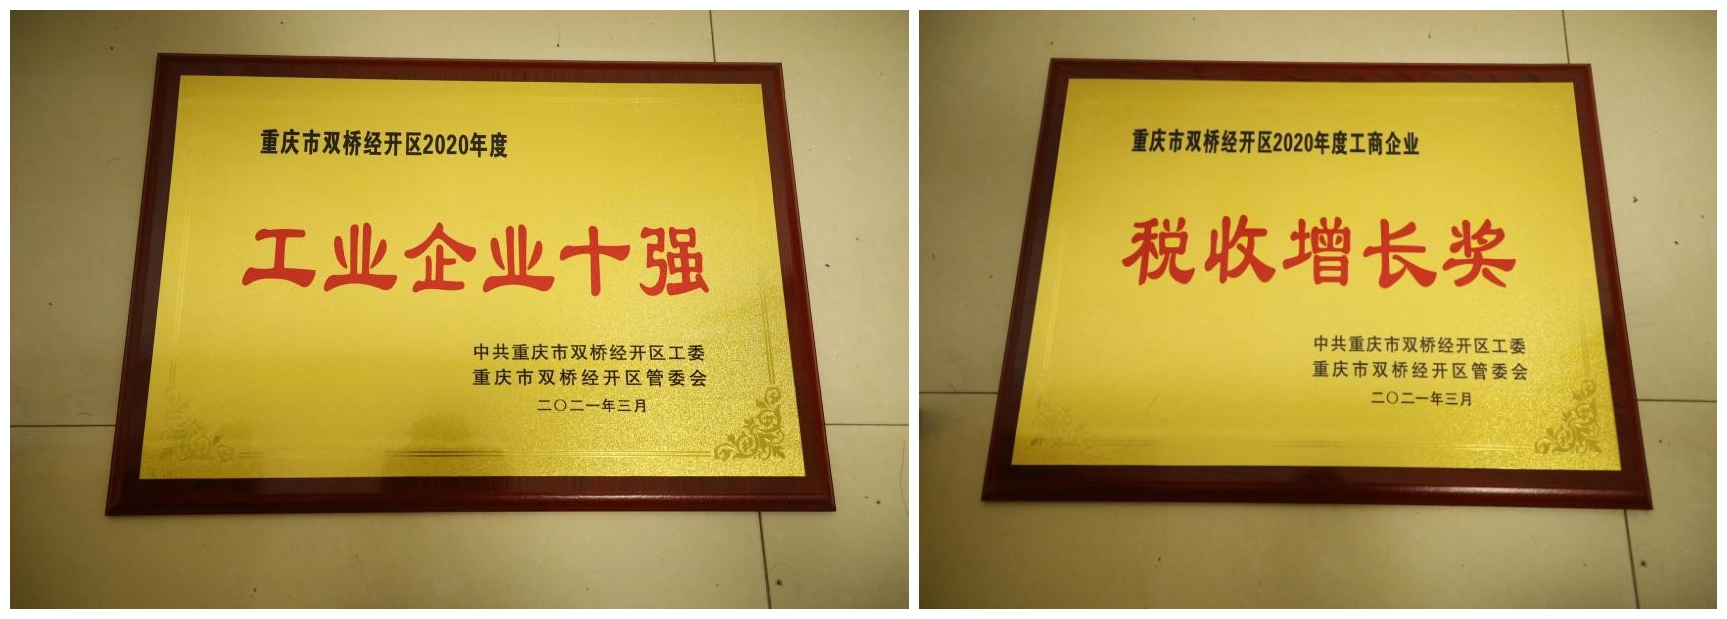 重庆市双桥经开区2020年度
工业企业十强
中共重庆市双桥经开区工委
重庆市双桥经开区管委会
二〇二一年三月
重庆市双桥经开区2020年度工商企业
税收增长奖
中共重庆市双桥经开区工委
重庆市双桥经开区管委会
二〇二一年三月